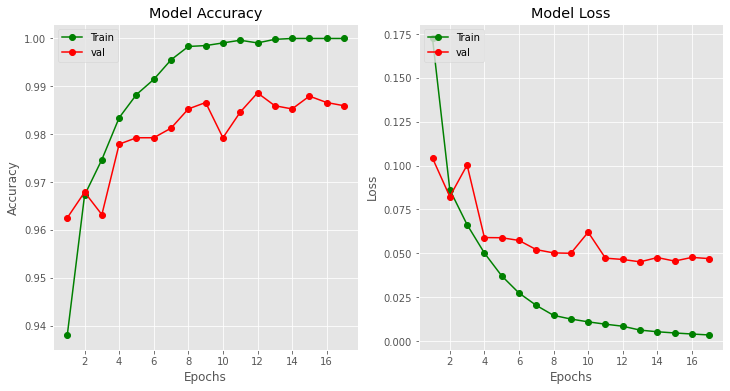 Model Accuracy
Train
val
1.00
0.99
0.98
0.97
0.96
0.95
0.94
Accuracy
2 4 6 8 10 12 14 16
Epochs
Model Loss
Train
val
0.175
0.150
0.125
0.100
0.075
0.050
0.025
0.000
Loss
2 4 6 8 10 12 14 16
Epochs